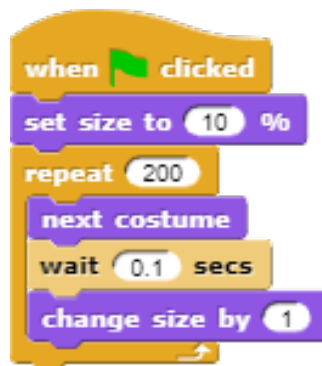 when clicked
set size to 10 %
repeat 200
next costume
wait 0.1 secs
change size by 1